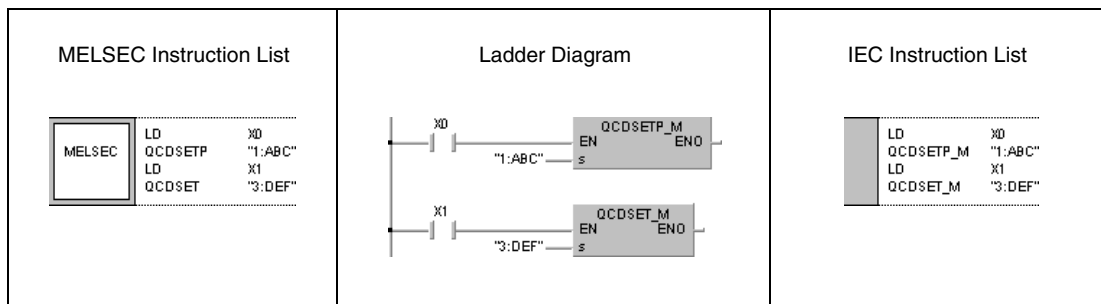 MELSEC Instruction List
MELSEC
LD X0
QCDSETP "1:ABC"
LD X1
QCDSET "3:DEF"
Ladder Diagram
X0
QCDSETP_M
EN ENO
"1:ABC" s
X1
QCDSET_M
EN ENO
"3:DEF" s
IEC Instruction List
LD X0
QCDSETP_M "1:ABC"
LD X1
QCDSET_M "3:DEF"